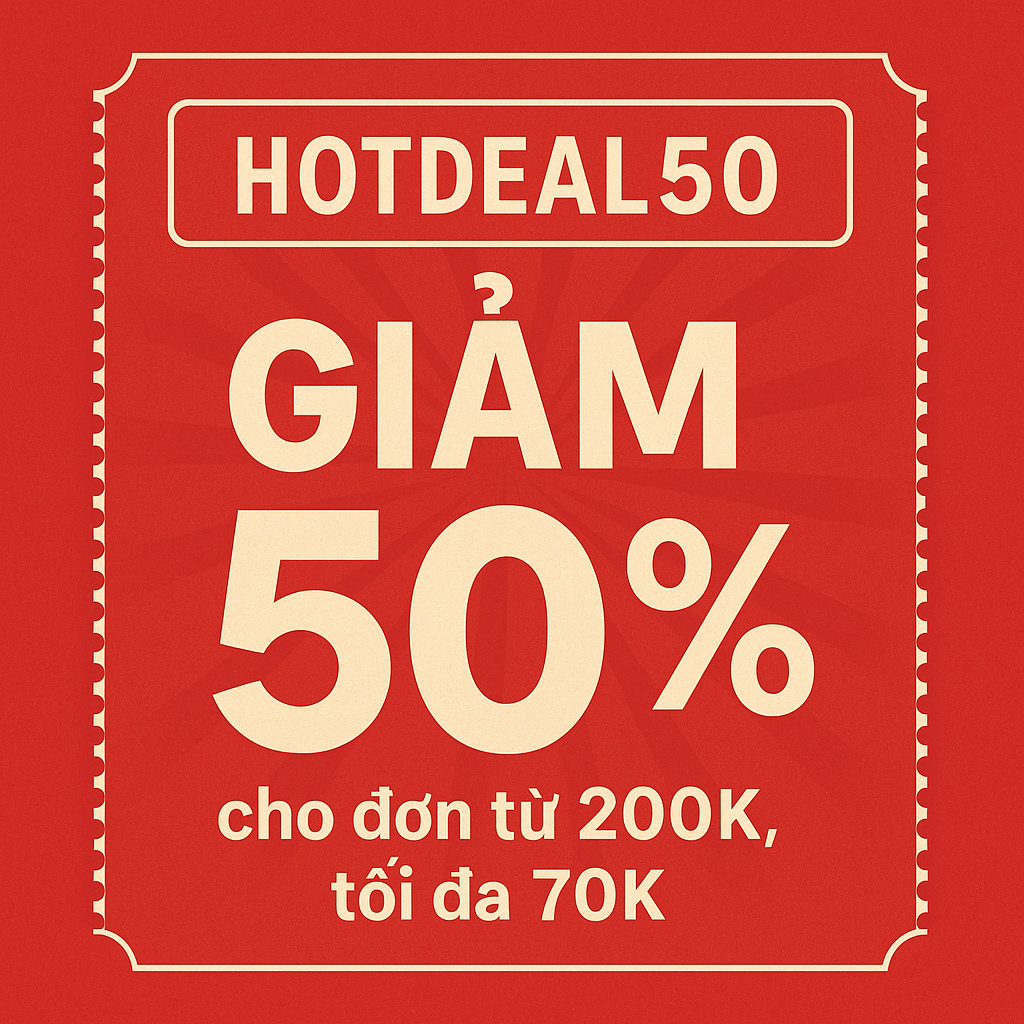 HOTDEAL50
GIẢM
50%
cho đơn từ 200K,
tối đa 70K